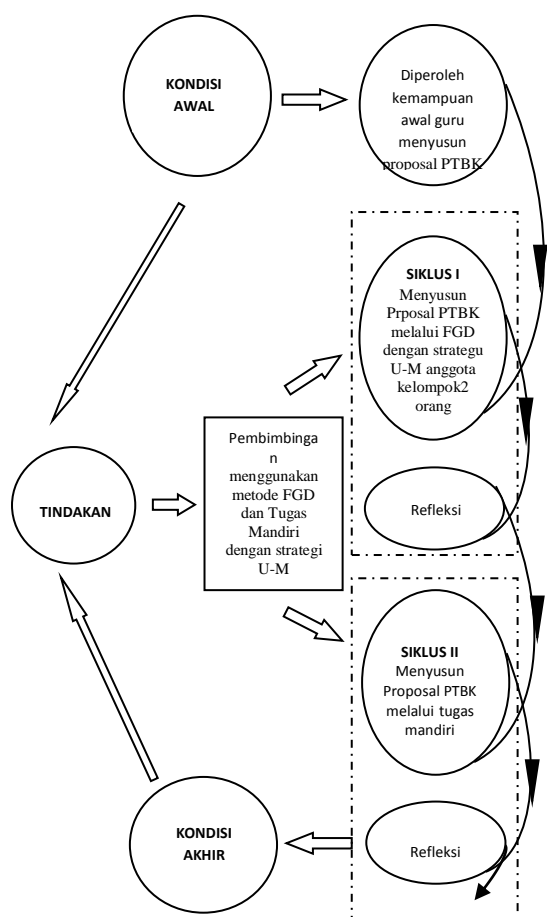 KONDISI
AWAL
Diperoleh
kemampuan
awal guru
menyusun
proposal PTBK
SIKLUS I
Menyusun
Prposal PTBK
melalui FGD
dengan strategu
U-M anggota
kelompok2
orang
Pembimbinga
n
menggunakan
metode FGD
dan Tugas
Mandiri
dengan strategi
U-M
TINDAKAN
Refleksi
SIKLUS II
Menyusun
Proposal PTBK
melalui tugas
mandiri
KONDISI
AKHIR
Refleksi